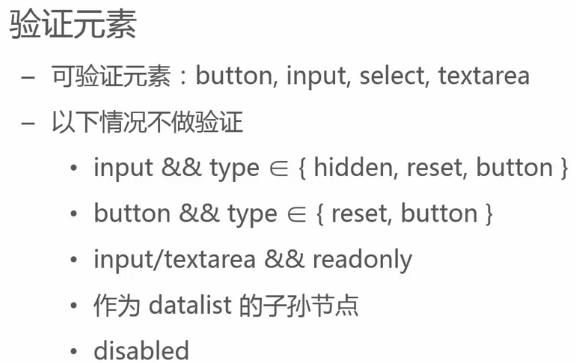 验证元素
– 可验证元素：button, input, select, textarea
– 以下情况不做验证
• input && type ∈ { hidden, reset, button }
• button && type ∈ { reset, button }
• input/textarea && readonly
• 作为 datalist 的子孙节点
• disabled